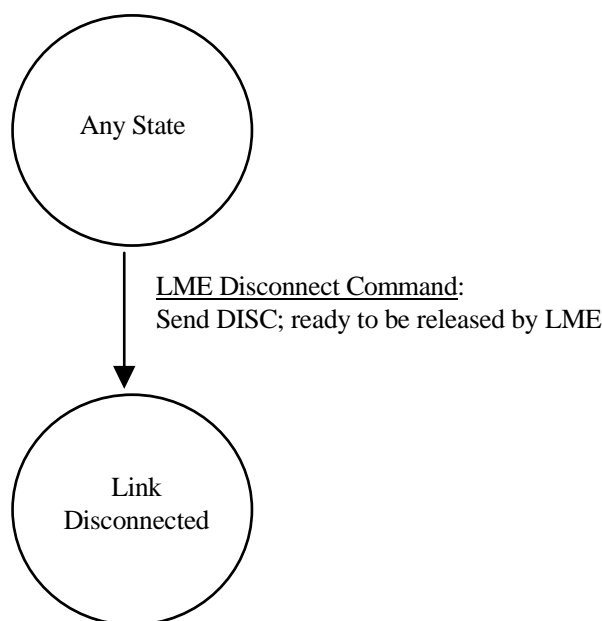 Any State
LME Disconnect Command:
Send DISC; ready to be released by LME
Link
Disconnected